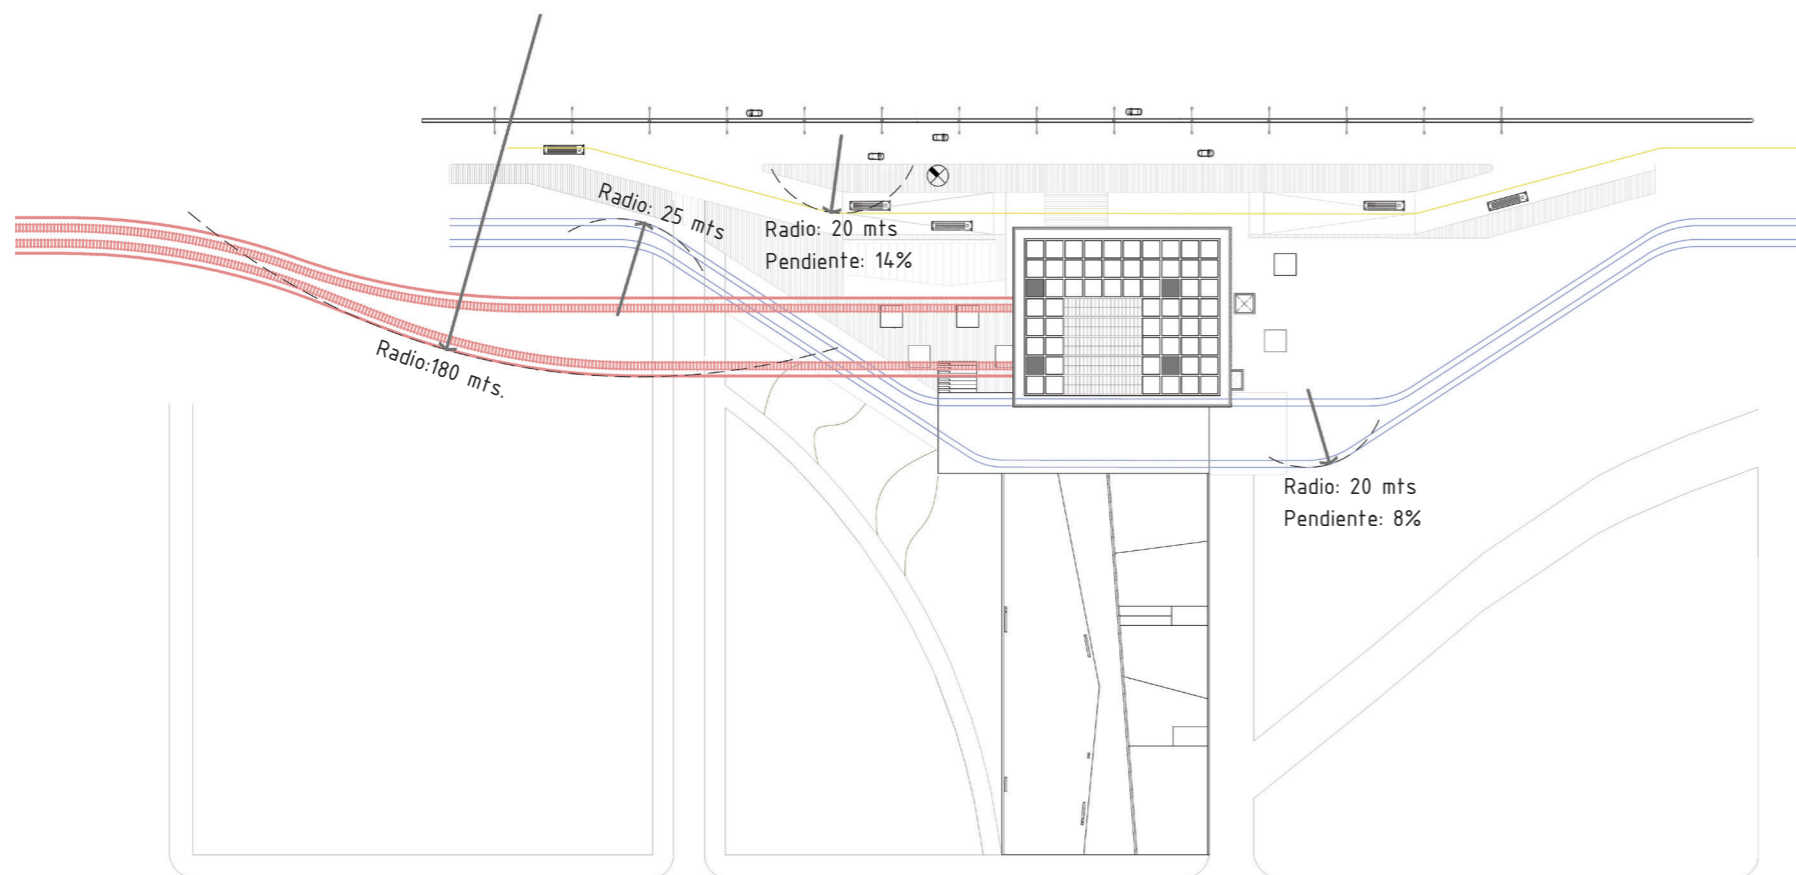 Radio: 25 mts
Radio: 20 mts
Pendiente: 14%
Radio:180 mts.
Radio: 20 mts
Pendiente: 8%